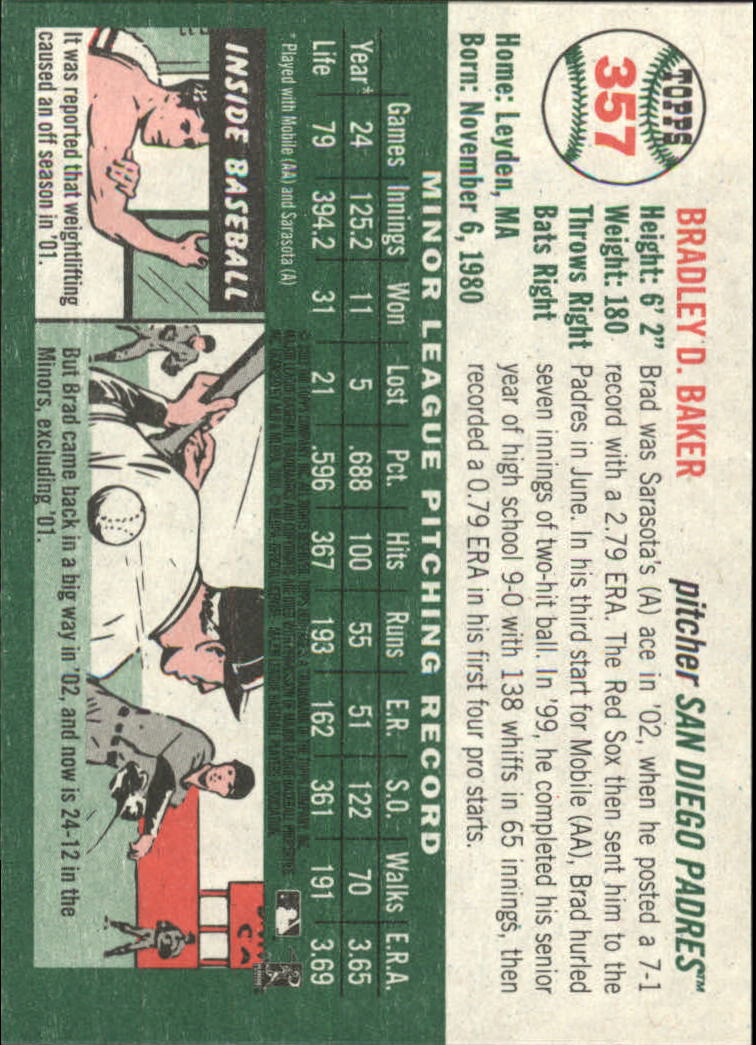 TOPPS
357
BRADLEY D. BAKER
pitcher SAN DIEGO PADRES™
Height: 6' 2"
Weight: 180
Throws Right
Bats Right
Home: Leyden, MA
Born: November 6, 1980
Brad was Sarasota's (A) ace in '02, when he posted a 7-1
record with a 2.79 ERA. The Red Sox then sent him to the
Padres in June. In his third start for Mobile (AA), Brad hurled
seven innings of two-hit ball. In '99, he completed his senior
year of high school 9-0 with 138 whiffs in 65 innings, then
recorded a 0.79 ERA in his first four pro starts.
MINOR LEAGUE PITCHING RECORD
Games Innings Won Lost Pct. Hits Runs E.R. S.O. Walks E.R.A.
Year* 24 125.2 11 5 .688 100 55 51 122 70 3.65
Life 79 394.2 31 21 .596 367 193 162 361 191 3.69
* Played with Mobile (AA) and Sarasota (A)
INSIDE BASEBALL
It was reported that weightlifting
caused an off season in '01.
But Brad came back in a big way in '02, and now is 24-12 in the
Minors, excluding '01.